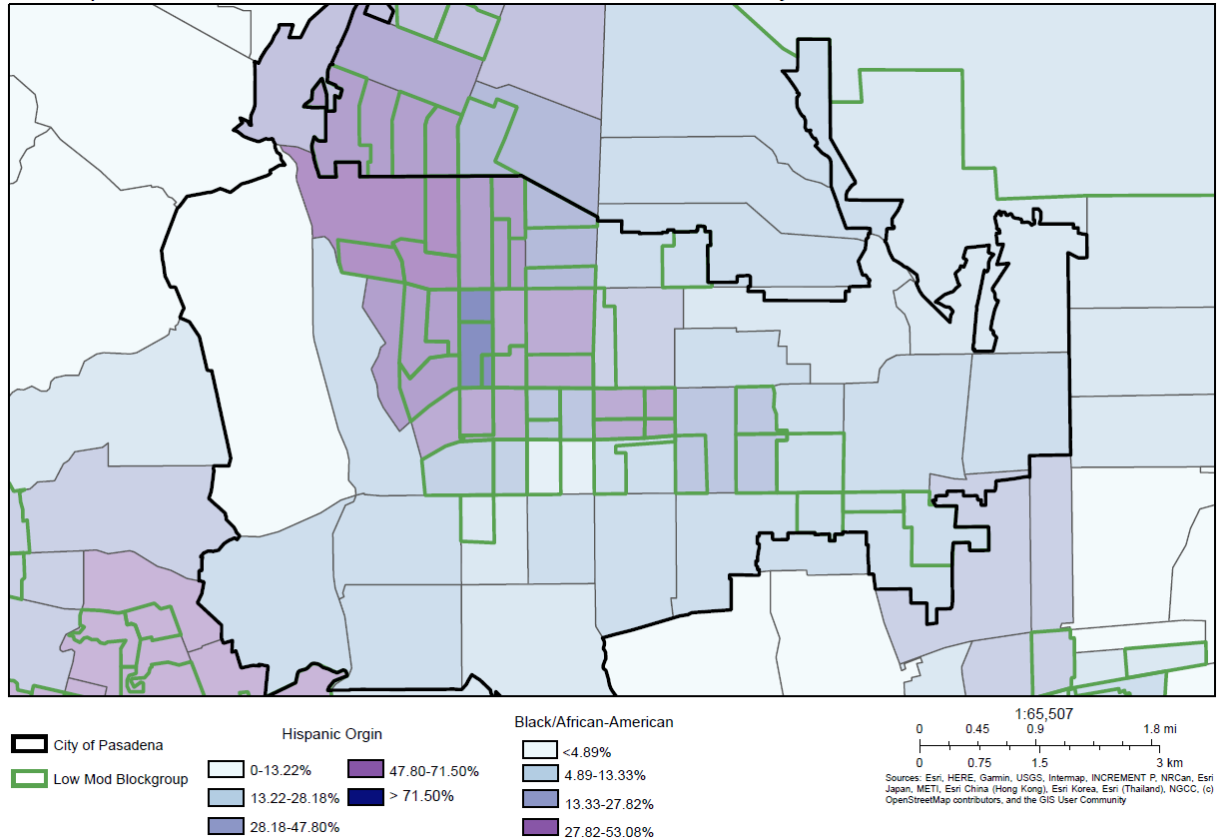 City of Pasadena
Low Mod Blockgroup
Hispanic Orgin
0-13.22%
13.22-28.18%
28.18-47.80%
47.80-71.50%
> 71.50%
Black/African-American
<4.89%
4.89-13.33%
13.33-27.82%
27.82-53.08%
1:65,507
0 0.45 0.9 1.8 mi
0 0.75 1.5 3 km
Sources: Esri, HERE, Garmin, USGS, Intermap, INCREMENT P, NRCan, Esri
Japan, METI, Esri China (Hong Kong), Esri Korea, Esri (Thailand), NGCC, (c)
OpenStreetMap contributors, and the GIS User Community